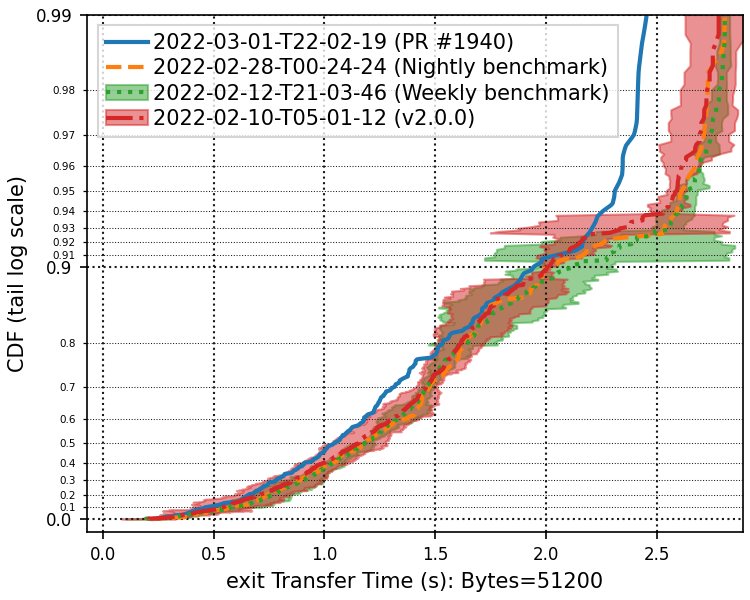 0.99
2022-03-01-T22-02-19 (PR #1940)
2022-02-28-T00-24-24 (Nightly benchmark)
2022-02-12-T21-03-46 (Weekly benchmark)
2022-02-10-T05-01-12 (v2.0.0)
0.98
0.97
0.96
0.95
0.94
0.93
0.92
0.91
0.9
0.8
0.7
0.6
0.5
0.4
0.3
0.2
0.1
0.0
CDF (tail log scale)
0.0 0.5 1.0 1.5 2.0 2.5
exit Transfer Time (s): Bytes=51200